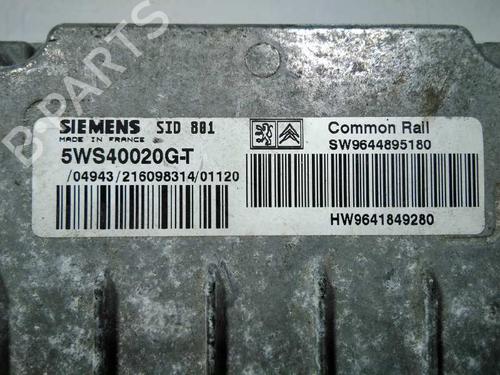 B-PARTS
SIEMENS SID 801
MADE IN FRANCE
5WS40020G-T
/04943/216098314/01120
Common Rail
SW9644895180
HW9641849280